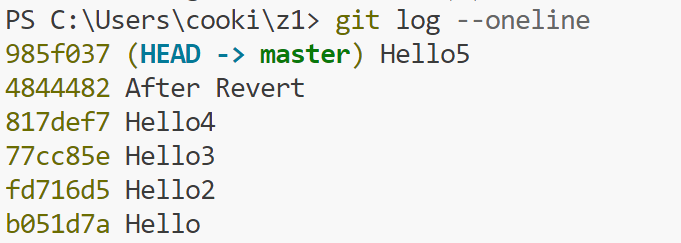 PS C:\Users\cooki\z1> git log --oneline
985f037 (HEAD -> master) Hello5
4844482 After Revert
817def7 Hello4
77cc85e Hello3
fd716d5 Hello2
b051d7a Hello